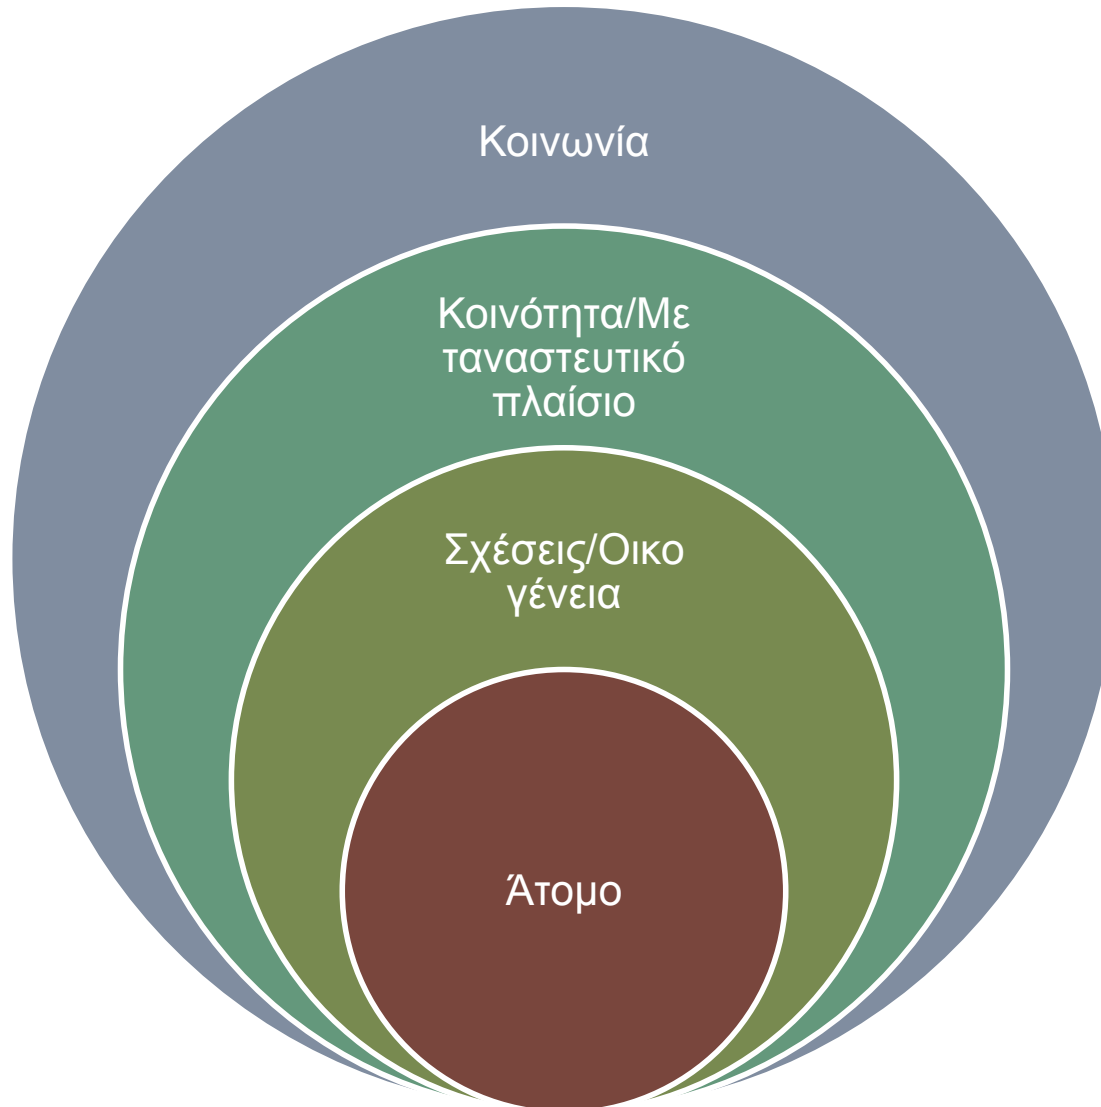 Κοινωνία
Κοινότητα/Με
ταναστευτικό
πλαίσιο
Σχέσεις/Οικο
γένεια
Άτομο